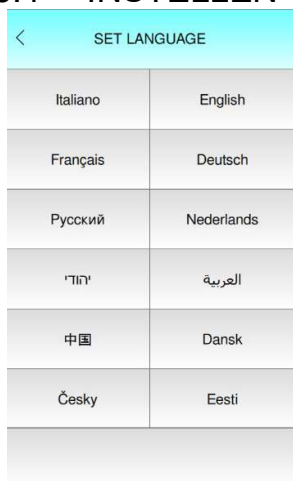 SET LANGUAGE
Italiano English
Français Deutsch
Русский Nederlands
יהודי العربية
中国 Dansk
Česky Eesti